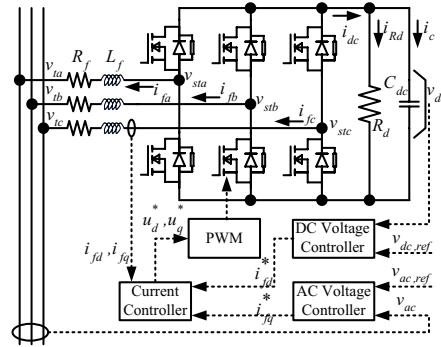 R_f L_f
i_dc i_Rd i_c
C_dc v_d
v_ta i_fa v_sta
v_tb i_fb v_stb
v_tc i_fc v_stc
R_d
u_d^*, u_q^*
PWM
DC Voltage Controller
v_dc,ref
i_fd, i_fq
i_fd^*
Current Controller
i_fq^*
AC Voltage Controller
v_ac,ref
v_ac